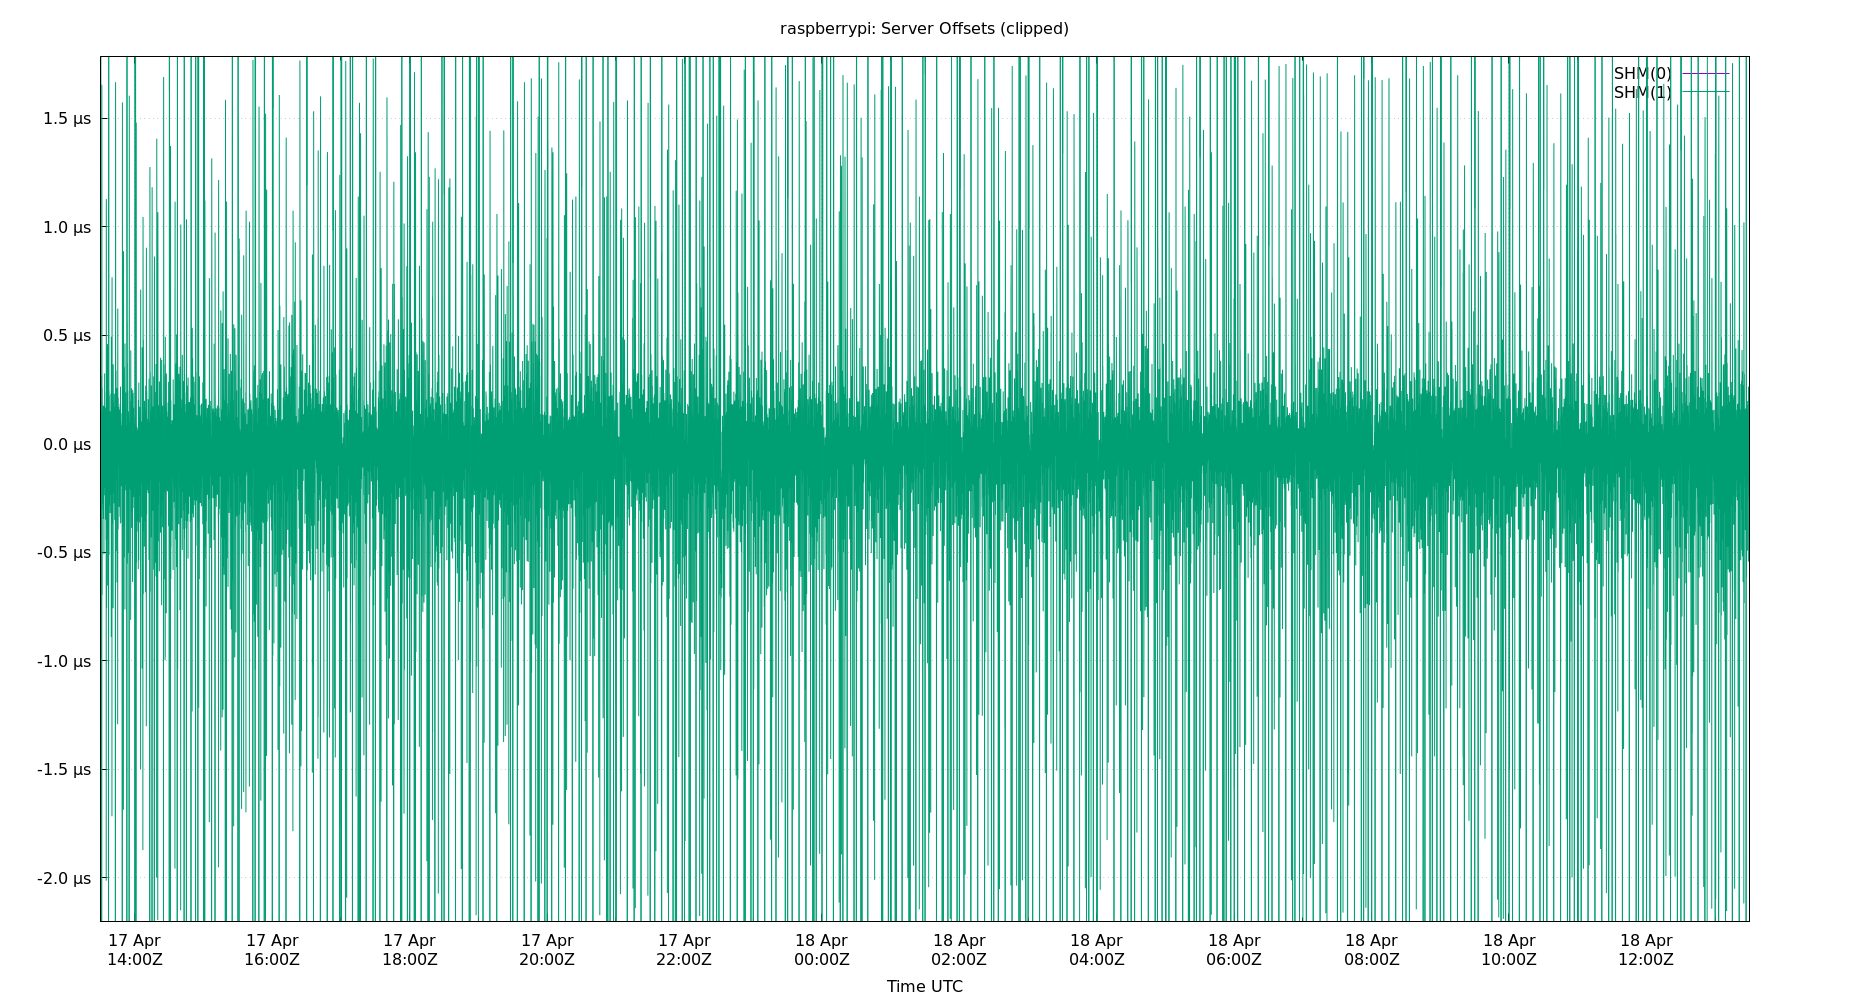 raspberrypi: Server Offsets (clipped)
SHM(0)
SHM(1)
1.5 µs
1.0 µs
0.5 µs
0.0 µs
-0.5 µs
-1.0 µs
-1.5 µs
-2.0 µs
17 Apr 17 Apr 17 Apr 17 Apr 17 Apr 18 Apr 18 Apr 18 Apr 18 Apr 18 Apr 18 Apr 18 Apr
14:00Z 16:00Z 18:00Z 20:00Z 22:00Z 00:00Z 02:00Z 04:00Z 06:00Z 08:00Z 10:00Z 12:00Z
Time UTC